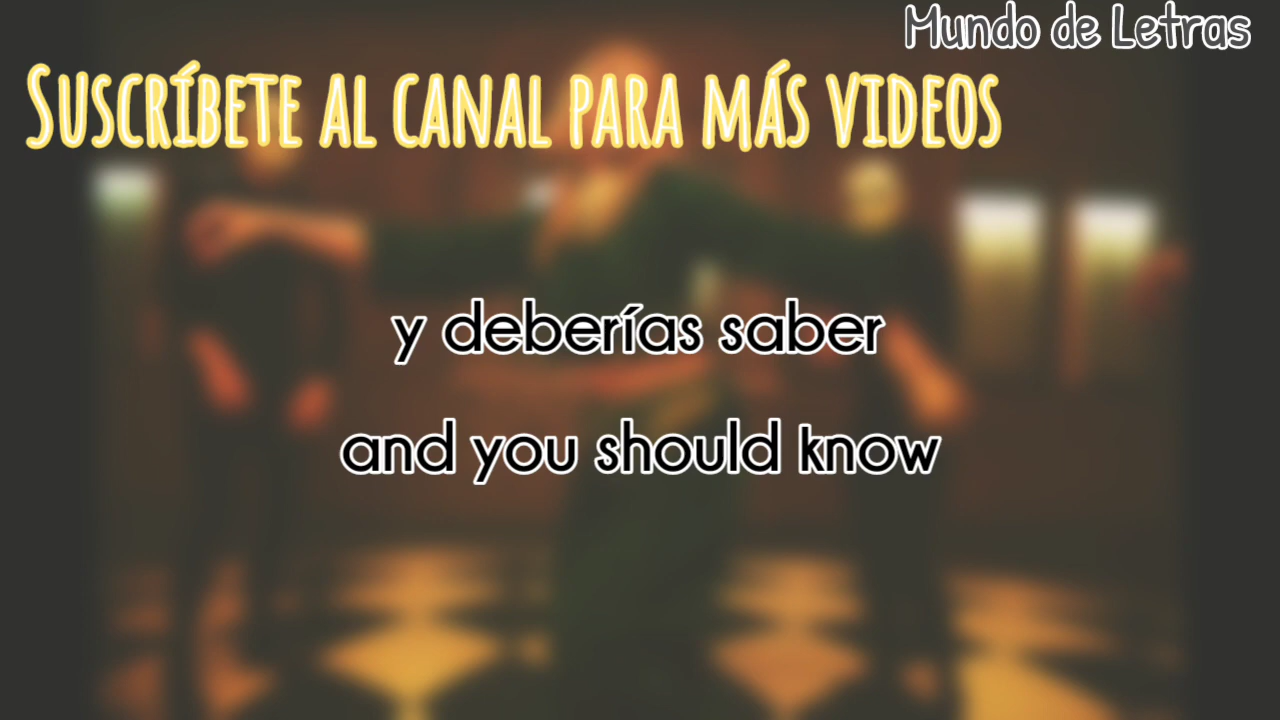 Mundo de Letras
SUSCRÍBETE AL CANAL PARA MÁS VIDEOS
y deberías saber
and you should know